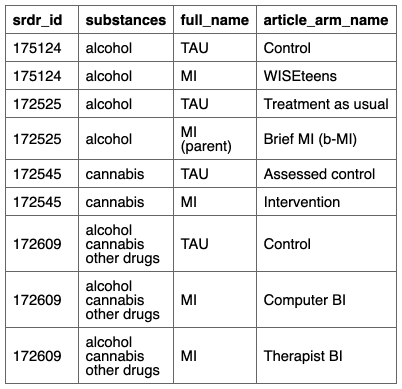 srdr_id substances full_name article_arm_name
175124 alcohol TAU Control
175124 alcohol MI WISEteens
172525 alcohol TAU Treatment as usual
172525 alcohol MI (parent) Brief MI (b-MI)
172545 cannabis TAU Assessed control
172545 cannabis MI Intervention
172609 alcohol cannabis other drugs TAU Control
172609 alcohol cannabis other drugs MI Computer BI
172609 alcohol cannabis other drugs MI Therapist BI